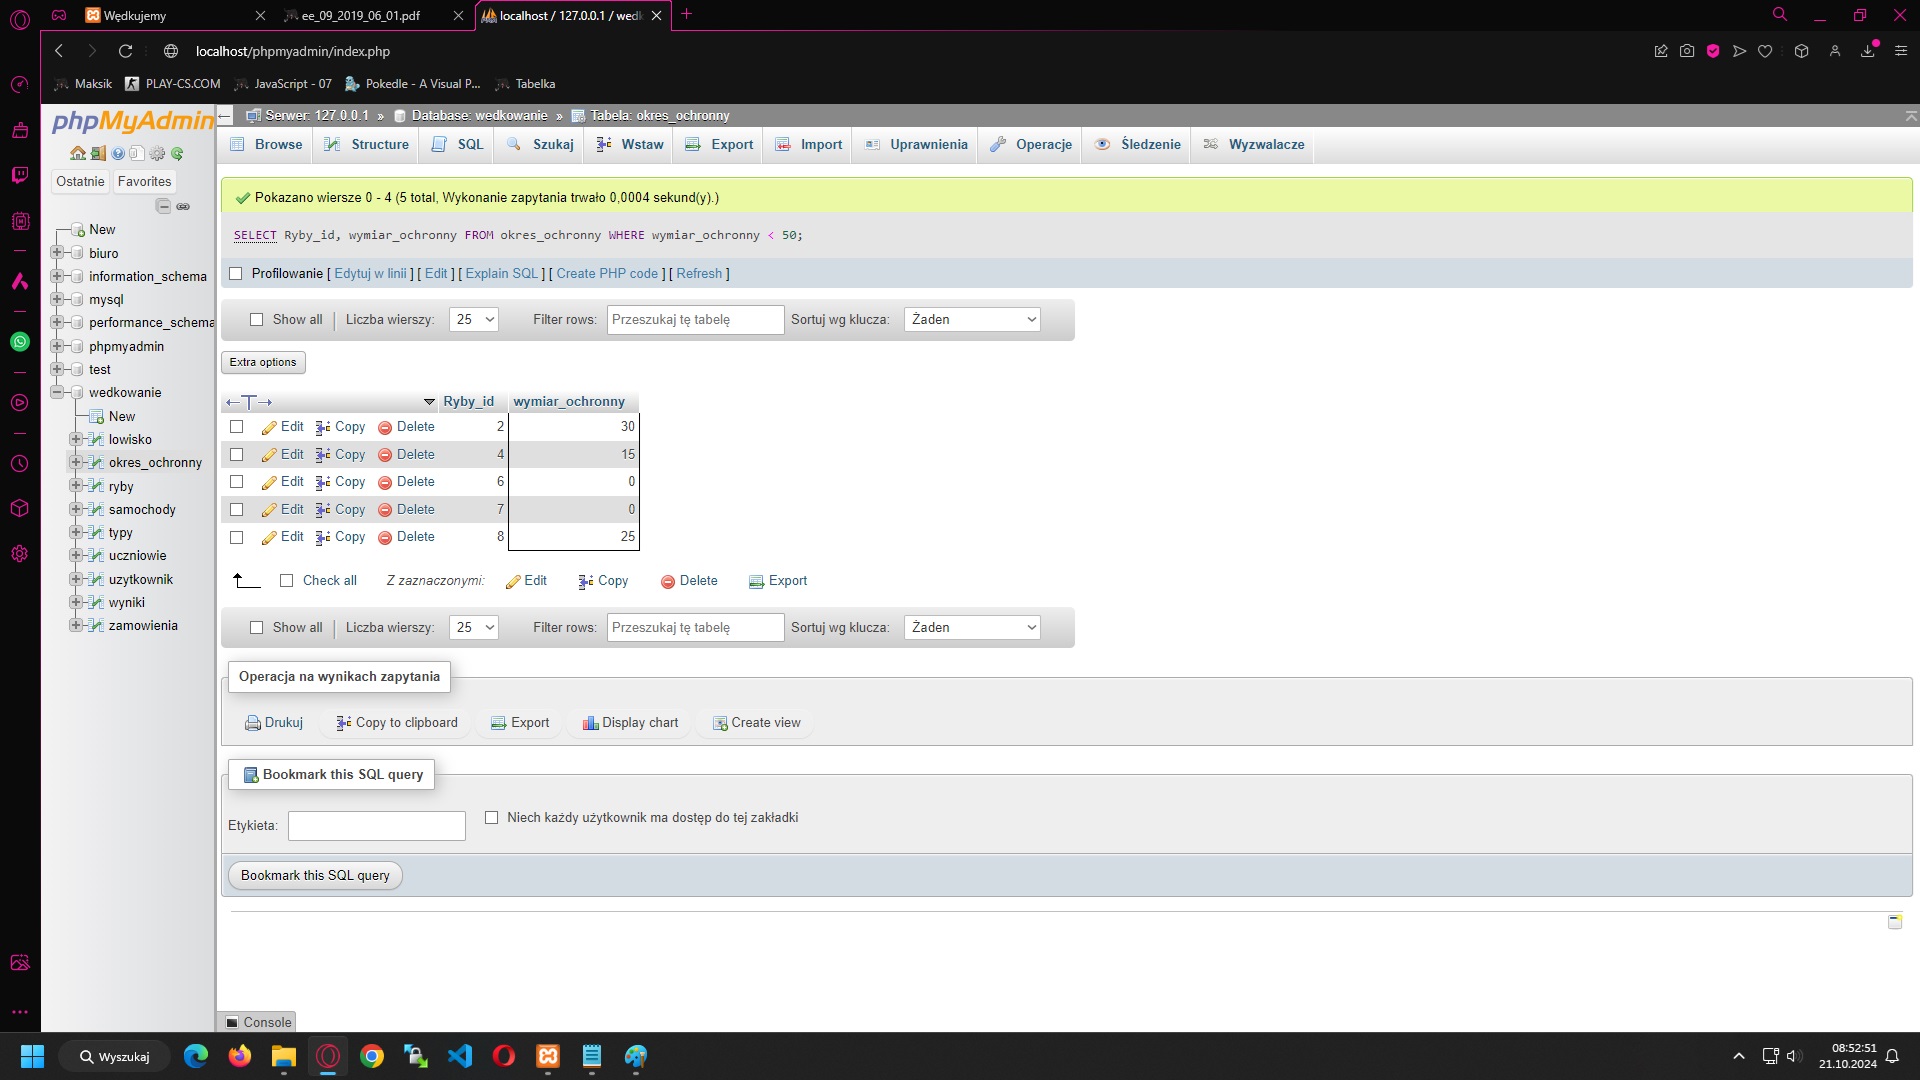 Wędkujemy
ee_09_2019_06_01.pdf
localhost / 127.0.0.1 / wedk
localhost/phpmyadmin/index.php
Maksik
PLAY-CS.COM
JavaScript - 07
Pokedle - A Visual P...
Tabelka
phpMyAdmin
Serwer: 127.0.0.1 » Database: wedkowanie » Tabela: okres_ochronny
Browse
Structure
SQL
Szukaj
Wstaw
Export
Import
Uprawnienia
Operacje
Śledzenie
Wyzwalacze
Ostatnie
Favorites
New
biuro
information_schema
mysql
performance_schema
phpmyadmin
test
wedkowanie
New
lowisko
okres_ochronny
ryby
samochody
typy
uczniowie
uzytkownik
wyniki
zamowienia
Pokazano wiersze 0 - 4 (5 total, Wykonanie zapytania trwało 0,0004 sekund(y).)
SELECT Ryby_id, wymiar_ochronny FROM okres_ochronny WHERE wymiar_ochronny < 50;
Profilowanie [ Edytuj w linii ] [ Edit ] [ Explain SQL ] [ Create PHP code ] [ Refresh ]
Show all | Liczba wierszy: 25 Filter rows: Przeszukaj tę tabelę Sortuj wg klucza: Żaden
Extra options
Ryby_id wymiar_ochronny
Edit Copy Delete 2 30
Edit Copy Delete 4 15
Edit Copy Delete 6 0
Edit Copy Delete 7 0
Edit Copy Delete 8 25
Check all Z zaznaczonymi: Edit Copy Delete Export
Show all | Liczba wierszy: 25 Filter rows: Przeszukaj tę tabelę Sortuj wg klucza: Żaden
Operacja na wynikach zapytania
Drukuj Copy to clipboard Export Display chart Create view
Bookmark this SQL query
Etykieta:
Niech każdy użytkownik ma dostęp do tej zakładki
Bookmark this SQL query
Console
Wyszukaj
08:52:51
21.10.2024